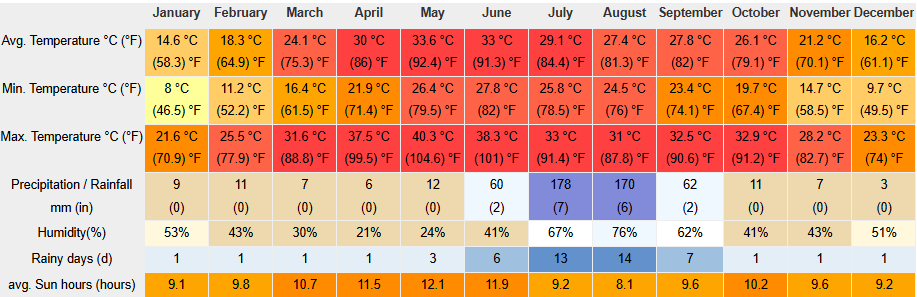 January February March April May June July August September October November December
Avg. Temperature °C (°F) 14.6 °C 18.3 °C 24.1 °C 30 °C 33.6 °C 33 °C 29.1 °C 27.4 °C 27.8 °C 26.1 °C 21.2 °C 16.2 °C
(58.3) °F (64.9) °F (75.3) °F (86) °F (92.4) °F (91.3) °F (84.4) °F (81.3) °F (82) °F (79.1) °F (70.1) °F (61.1) °F
Min. Temperature °C (°F) 8 °C 11.2 °C 16.4 °C 21.9 °C 26.4 °C 27.8 °C 25.8 °C 24.5 °C 23.4 °C 19.7 °C 14.7 °C 9.7 °C
(46.5) °F (52.2) °F (61.5) °F (71.4) °F (79.5) °F (82) °F (78.5) °F (76) °F (74.1) °F (67.4) °F (58.5) °F (49.5) °F
Max. Temperature °C (°F) 21.6 °C 25.5 °C 31.6 °C 37.5 °C 40.3 °C 38.3 °C 33 °C 31 °C 32.5 °C 32.9 °C 28.2 °C 23.3 °C
(70.9) °F (77.9) °F (88.8) °F (99.5) °F (104.6) °F (101) °F (91.4) °F (87.8) °F (90.6) °F (91.2) °F (82.7) °F (74) °F
Precipitation / Rainfall 9 11 7 6 12 60 178 170 62 11 7 3
mm (in) (0) (0) (0) (0) (0) (2) (7) (6) (2) (0) (0) (0)
Humidity(%) 53% 43% 30% 21% 24% 41% 67% 76% 62% 41% 43% 51%
Rainy days (d) 1 1 1 1 3 6 13 14 7 1 1 1
avg. Sun hours (hours) 9.1 9.8 10.7 11.5 12.1 11.9 9.2 8.1 9.6 10.2 9.6 9.2